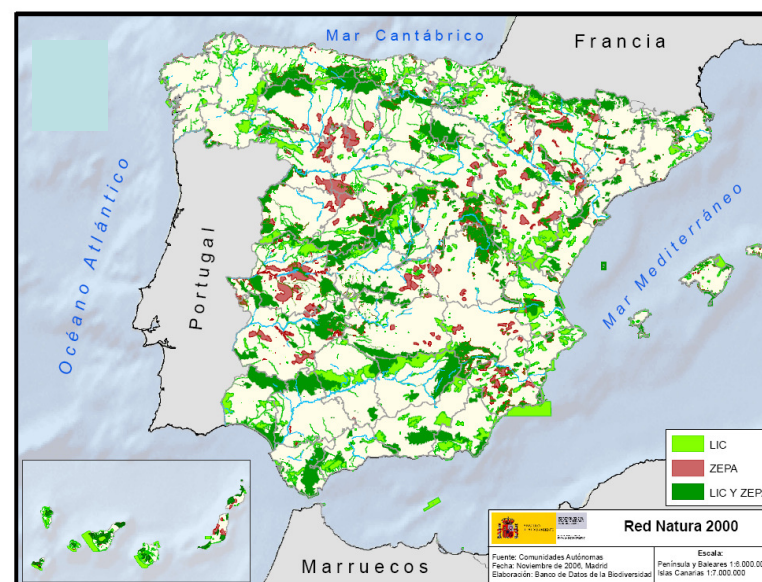 Mar Cantábrico
Francia
Océano Atlántico
Portugal
Mar Mediterráneo
LIC
ZEPA
LIC Y ZEPA
Red Natura 2000
Fuente: Comunidades Autónomas
Fecha: Noviembre de 2006, Madrid
Elaboración: Banco de Datos de la Biodiversidad
Escala:
Península y Baleares 1:6.000.00
Islas Canarias 1:7.000.000
Marruecos